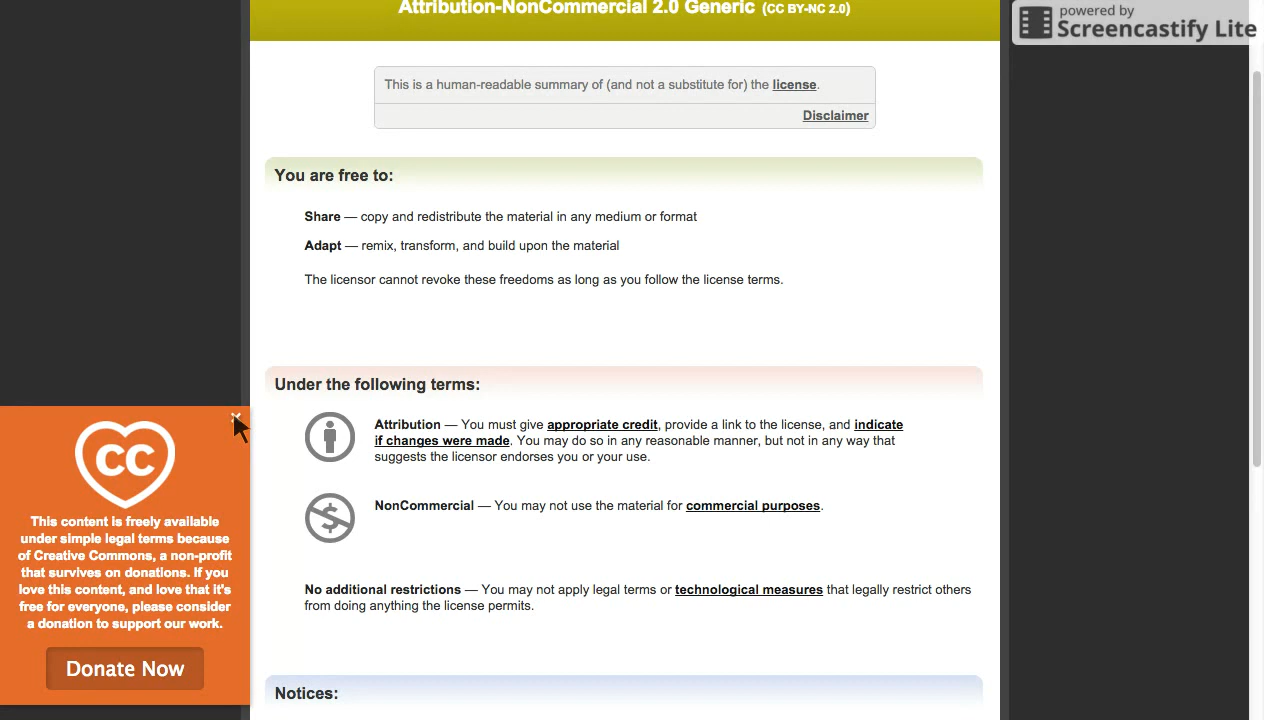 Attribution-NonCommercial 2.0 Generic (CC BY-NC 2.0)
powered by
Screencastify Lite
This is a human-readable summary of (and not a substitute for) the license.
Disclaimer
You are free to:
Share — copy and redistribute the material in any medium or format
Adapt — remix, transform, and build upon the material
The licensor cannot revoke these freedoms as long as you follow the license terms.
Under the following terms:
Attribution — You must give appropriate credit, provide a link to the license, and indicate
if changes were made. You may do so in any reasonable manner, but not in any way that
suggests the licensor endorses you or your use.
NonCommercial — You may not use the material for commercial purposes.
No additional restrictions — You may not apply legal terms or technological measures that legally restrict others
from doing anything the license permits.
Notices:
CC
This content is freely available
under simple legal terms because
of Creative Commons, a non-profit
that survives on donations. If you
love this content, and love that it's
free for everyone, please consider
a donation to support our work.
Donate Now